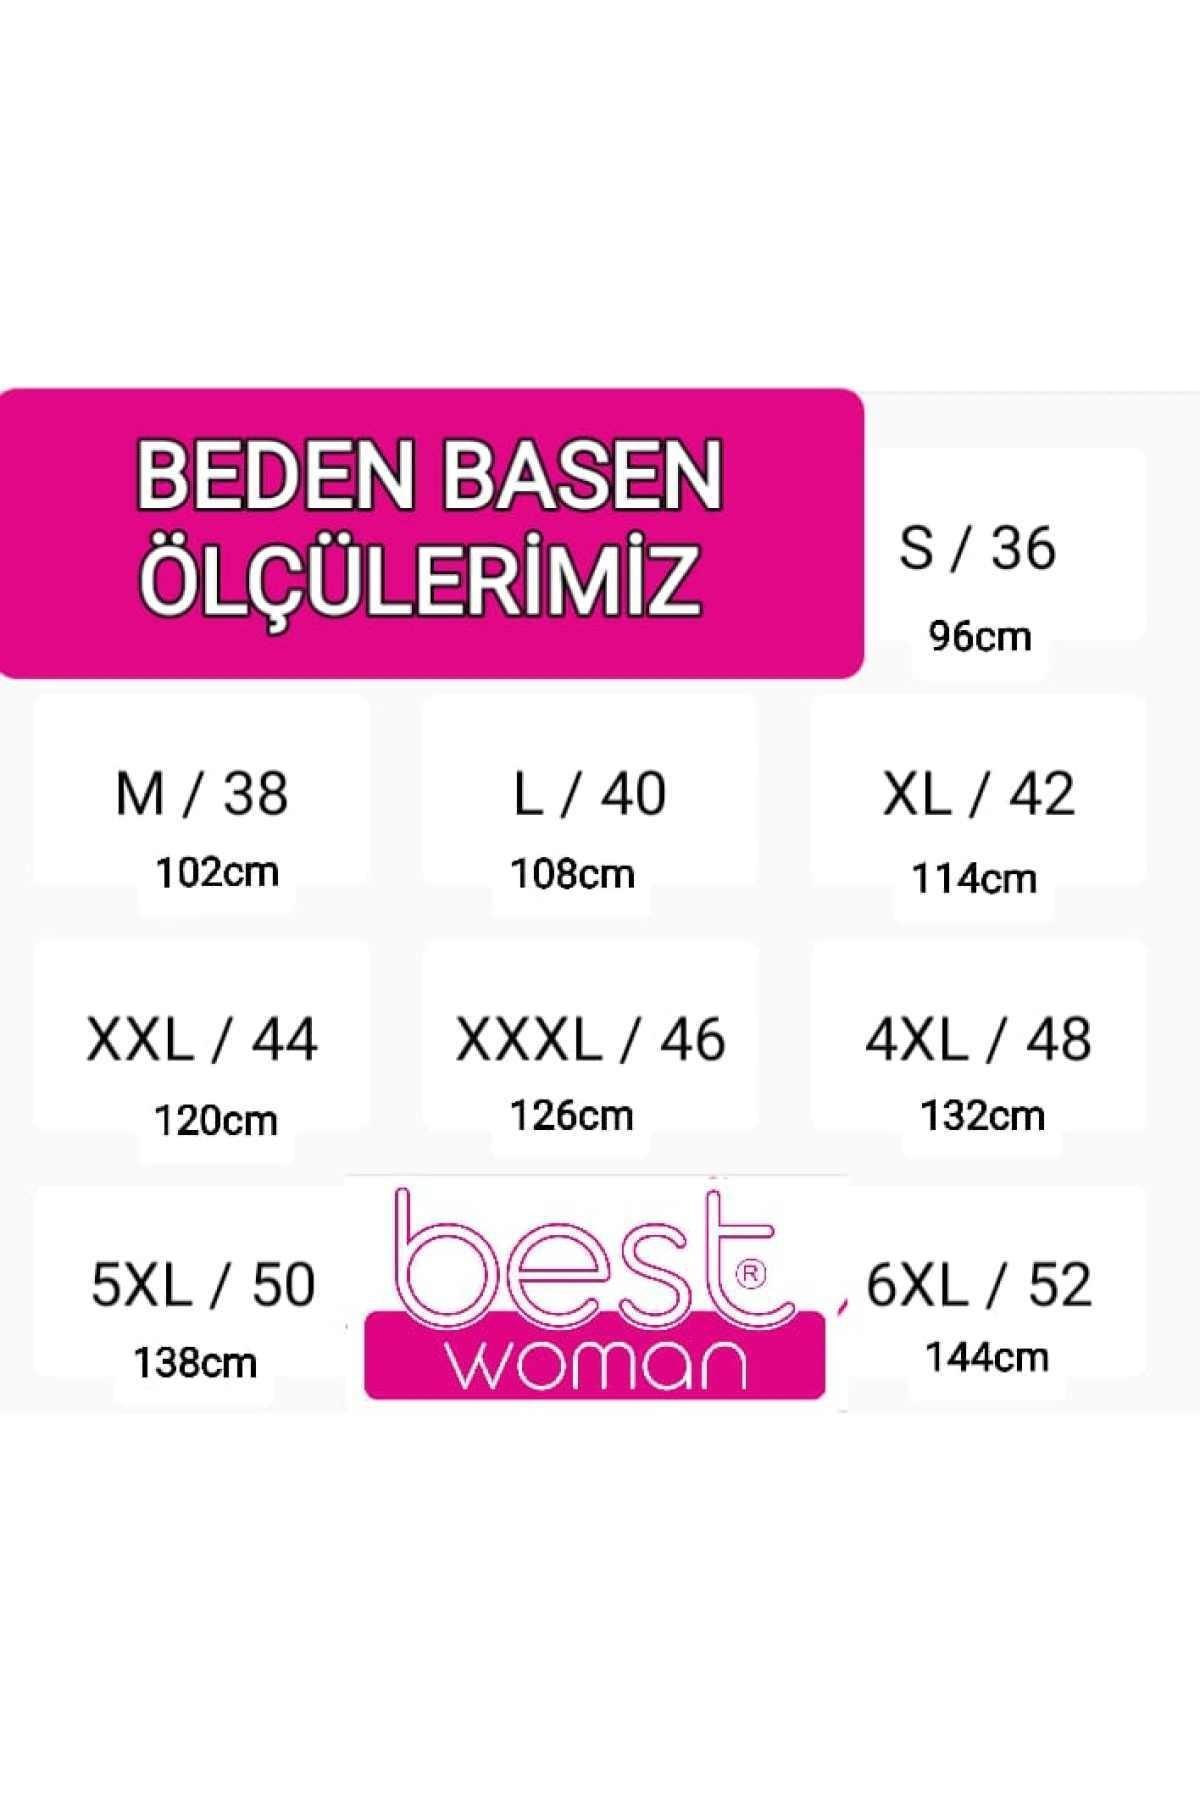 BEDEN BASEN
ÖLÇÜLERİMİZ
S / 36
96cm
M / 38
102cm
L / 40
108cm
XL / 42
114cm
XXL / 44
120cm
XXXL / 46
126cm
4XL / 48
132cm
5XL / 50
138cm
best®
woman
6XL / 52
144cm